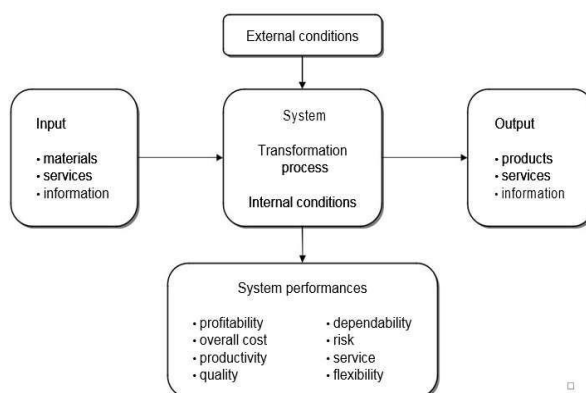 External conditions
Input
• materials
• services
• information
System
Transformation
process
Internal conditions
Output
• products
• services
• information
System performances
• profitability
• overall cost
• productivity
• quality
• dependability
• risk
• service
• flexibility